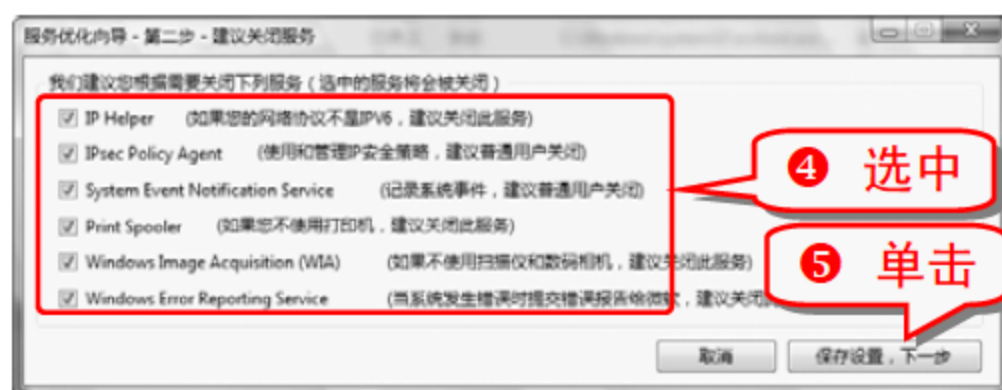 服务优化向导 - 第二步 - 建议关闭服务
我们建议您根据需要关闭下列服务(选中的服务将会被关闭)
IP Helper (如果您的网络协议不是IPV6,建议关闭此服务)
IPsec Policy Agent (使用和管理IP安全策略,建议普通用户关闭)
System Event Notification Service (记录系统事件,建议普通用户关闭)
❹ 选中
Print Spooler (如果您不使用打印机,建议关闭此服务)
Windows Image Acquisition (WIA) (如果不使用扫描仪和数码相机,建议关闭此服务)
❺ 单击
Windows Error Reporting Service (当系统发生错误时提交错误报告给微软,建议关闭
取消
保存设置,下一步